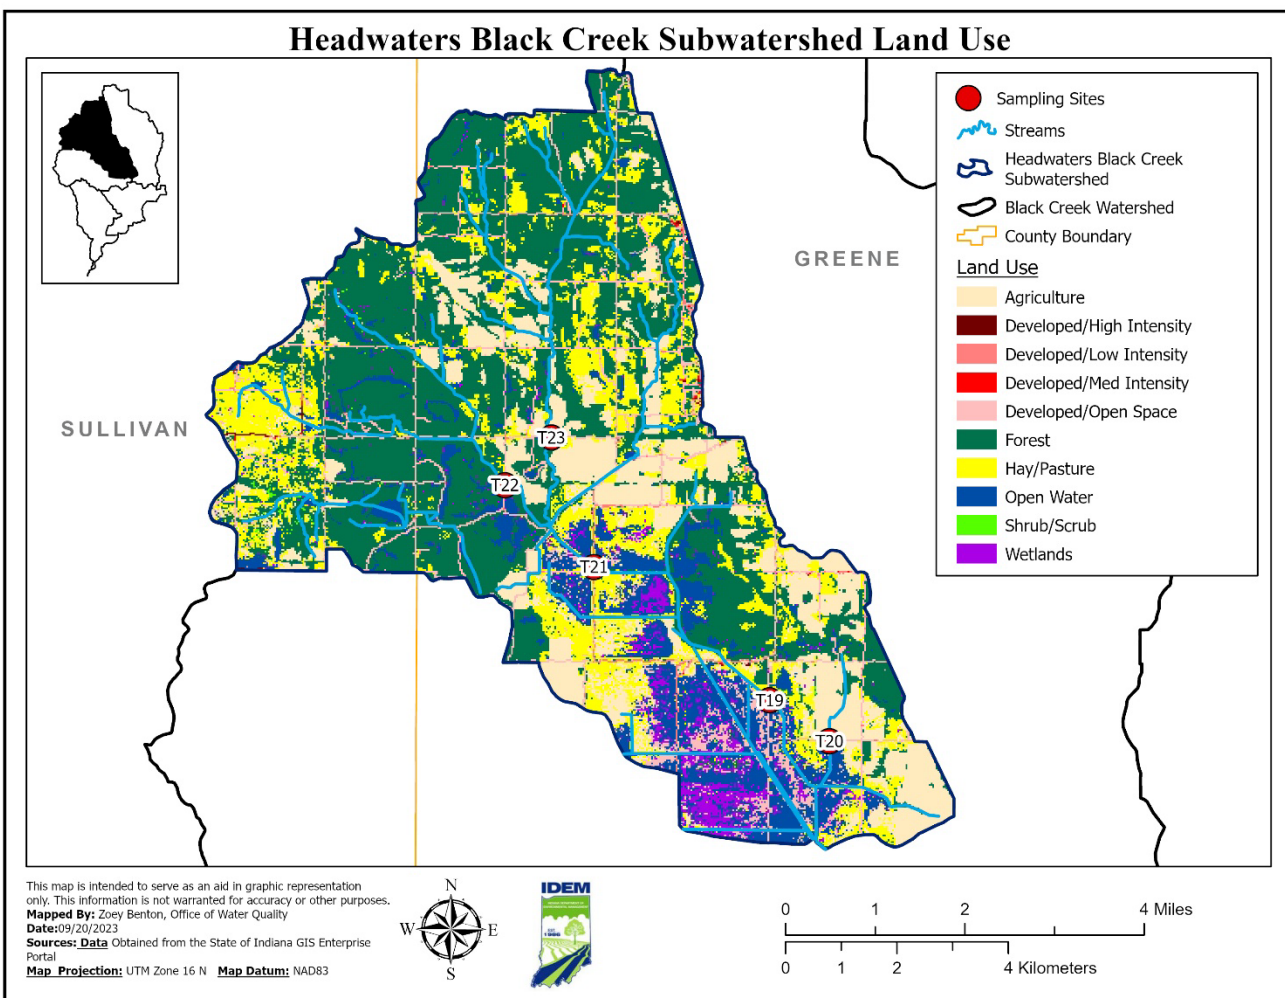 Headwaters Black Creek Subwatershed Land Use
Sampling Sites
Streams
Headwaters Black Creek
Subwatershed
Black Creek Watershed
County Boundary
Land Use
Agriculture
Developed/High Intensity
Developed/Low Intensity
Developed/Med Intensity
Developed/Open Space
Forest
Hay/Pasture
Open Water
Shrub/Scrub
Wetlands
GREENE
SULLIVAN
T23
T22
T21
T19
T20
This map is intended to serve as an aid in graphic representation
only. This information is not warranted for accuracy or other purposes.
Mapped By: Zoey Benton, Office of Water Quality
Date:09/20/2023
Sources: Data Obtained from the State of Indiana GIS Enterprise
Portal
Map Projection: UTM Zone 16 N Map Datum: NAD83
N
W E
S
IDEM
EST.
1986
0 1 2 4 Miles
0 1 2 4 Kilometers